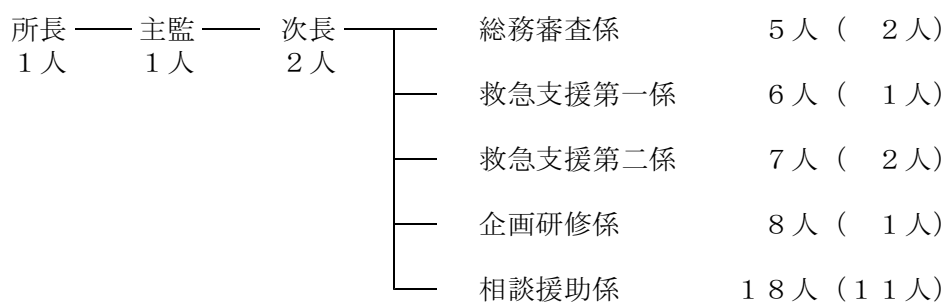 所長 主監 次長 総務審査係 5人( 2人)
1人 1人 2人
救急支援第一係 6人( 1人)
救急支援第二係 7人( 2人)
企画研修係 8人( 1人)
相談援助係 18人(11人)